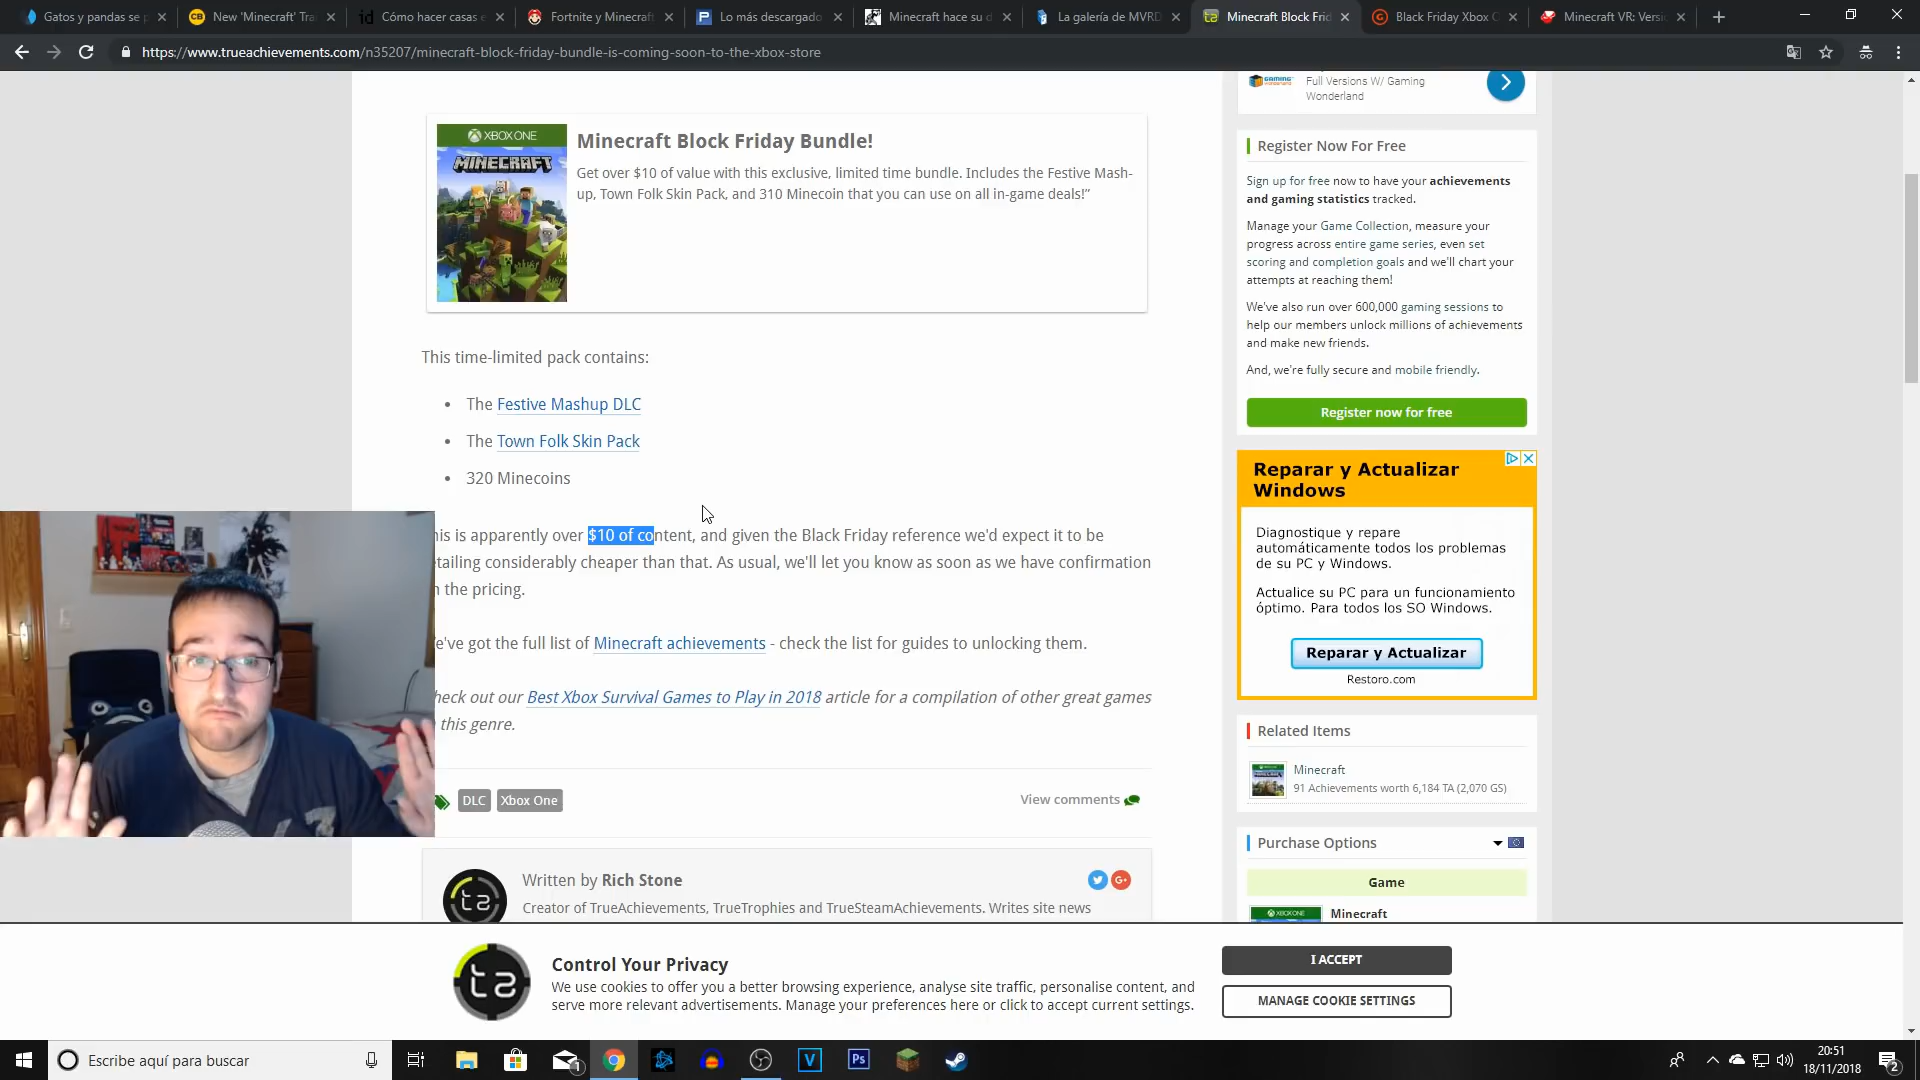 Gatos y pandas se p
New 'Minecraft' Tra
Cómo hacer casas e
Fortnite y Minecraft
Lo más descargado
Minecraft hace su d
La galería de MVRD
Minecraft Block Frid
Black Friday Xbox G
Minecraft VR: Versi
https://www.trueachievements.com/n35207/minecraft-block-friday-bundle-is-coming-soon-to-the-xbox-store
XBOX ONE
MINECRAFT
Minecraft Block Friday Bundle!
Get over $10 of value with this exclusive, limited time bundle. Includes the Festive Mash-
up, Town Folk Skin Pack, and 310 Minecoin that you can use on all in-game deals!”
This time-limited pack contains:
• The Festive Mashup DLC
• The Town Folk Skin Pack
• 320 Minecoins
his is apparently over $10 of content, and given the Black Friday reference we'd expect it to be
etailing considerably cheaper than that. As usual, we'll let you know as soon as we have confirmation
n the pricing.
e've got the full list of Minecraft achievements - check the list for guides to unlocking them.
heck out our Best Xbox Survival Games to Play in 2018 article for a compilation of other great games
this genre.
DLC
Xbox One
View comments
Written by Rich Stone
Creator of TrueAchievements, TrueTrophies and TrueSteamAchievements. Writes site news
GAMING
Full Versions W/ Gaming
Wonderland
Register Now For Free
Sign up for free now to have your achievements
and gaming statistics tracked.
Manage your Game Collection, measure your
progress across entire game series, even set
scoring and completion goals and we'll chart your
attempts at reaching them!
We've also run over 600,000 gaming sessions to
help our members unlock millions of achievements
and make new friends.
And, we're fully secure and mobile friendly.
Register now for free
Reparar y Actualizar
Windows
Diagnostique y repare
automáticamente todos los problemas
de su PC y Windows.
Actualice su PC para un funcionamiento
óptimo. Para todos los SO Windows.
Reparar y Actualizar
Restoro.com
Related Items
Minecraft
91 Achievements worth 6,184 TA (2,070 GS)
Purchase Options
Game
XBOX ONE
Minecraft
Control Your Privacy
We use cookies to offer you a better browsing experience, analyse site traffic, personalise content, and
serve more relevant advertisements. Manage your preferences here or click to accept current settings.
I ACCEPT
MANAGE COOKIE SETTINGS
Escribe aquí para buscar
20:51
18/11/2018